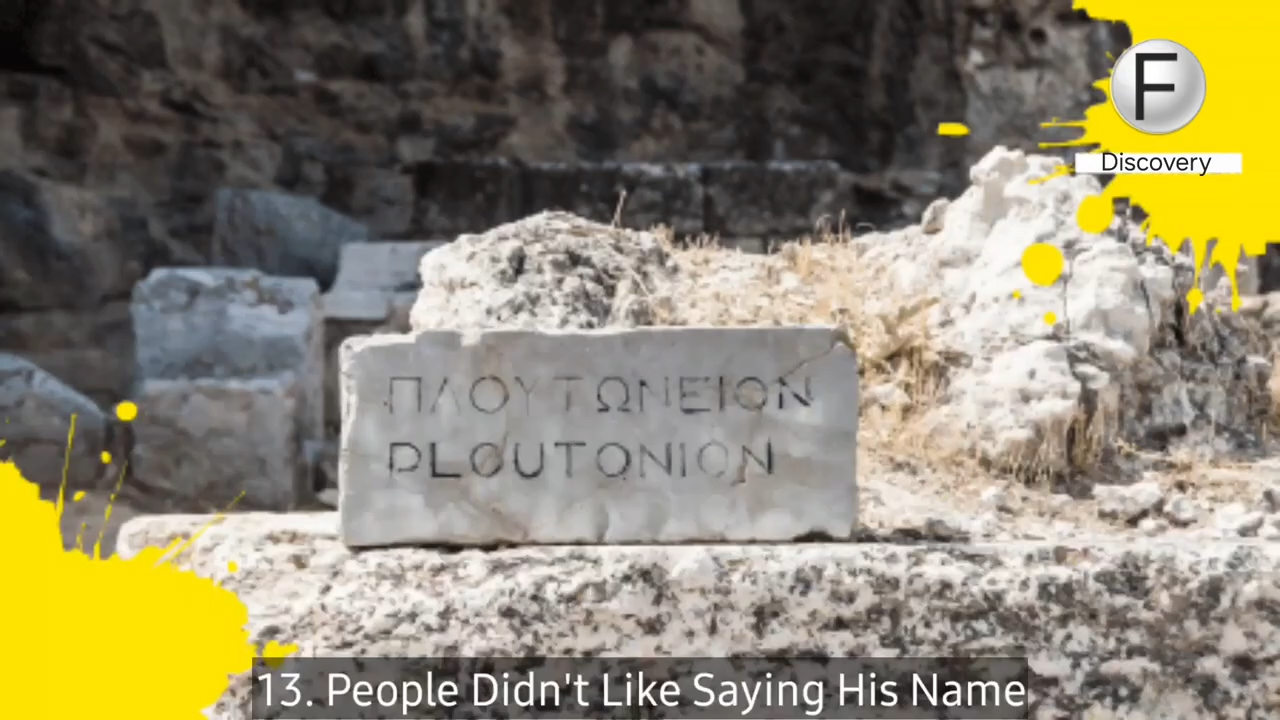 F
Discovery
ΠΛΟΥΤΩΝΕΙΟΝ
PLOUTONION
13. People Didn't Like Saying His Name